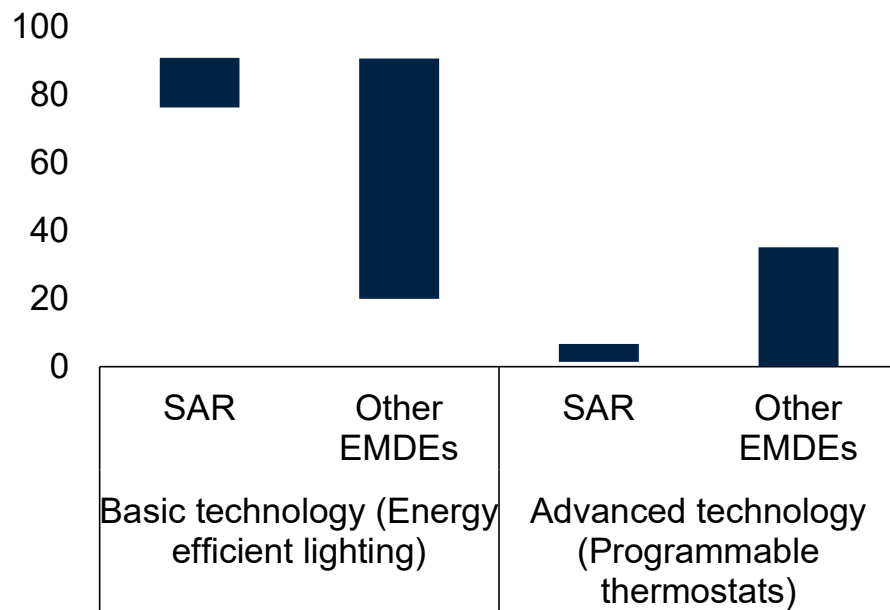 100
80
60
40
20
0
SAR
Other
EMDEs
SAR
Other
EMDEs
Basic technology (Energy
efficient lighting)
Advanced technology
(Programmable
thermostats)